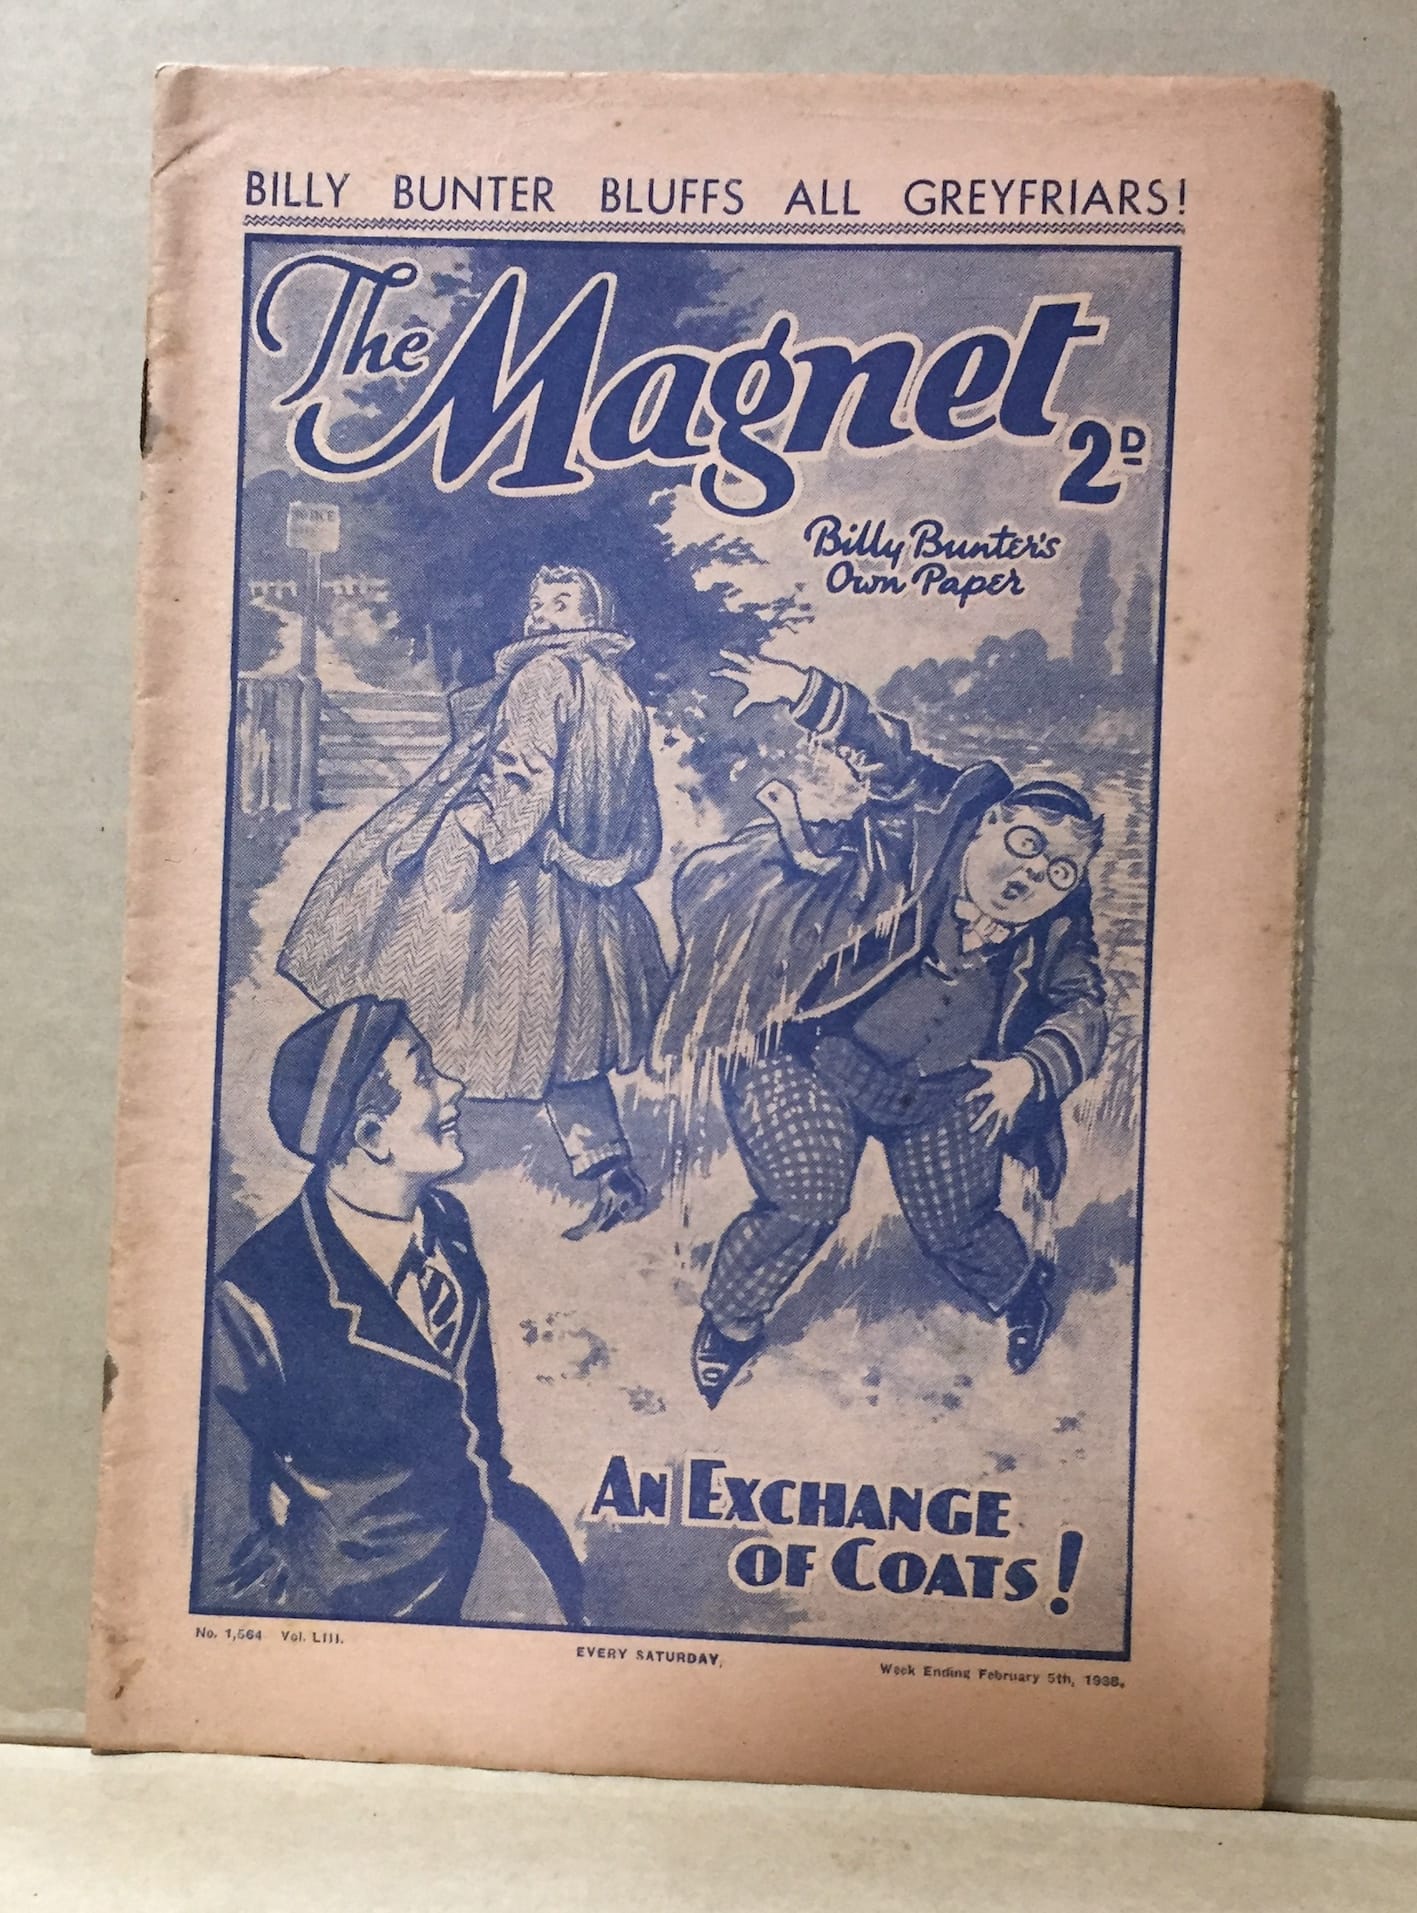 BILLY BUNTER BLUFFS ALL GREYFRIARS!
The Magnet 2D
Billy Bunter's
Own Paper
AN EXCHANGE
OF COATS!
No. 1,564 Vol. LIII.
EVERY SATURDAY,
Week Ending February 5th, 1938.